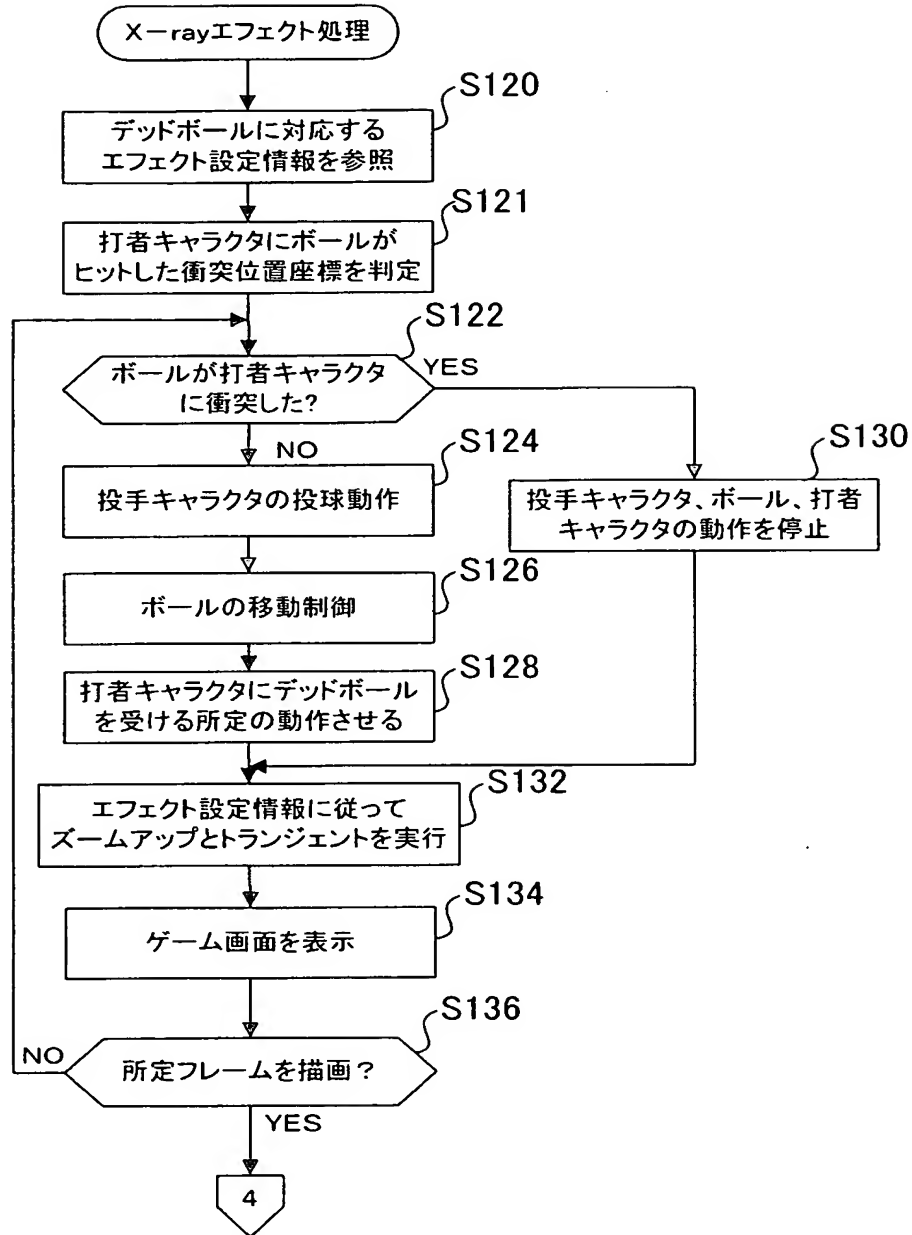 X－rayエフェクト処理
S120
デッドボールに対応する
エフェクト設定情報を参照
S121
打者キャラクタにボールが
ヒットした衝突位置座標を判定
S122
ボールが打者キャラクタ
に衝突した?
YES
NO
S124
投手キャラクタの投球動作
S130
投手キャラクタ、ボール、打者
キャラクタの動作を停止
S126
ボールの移動制御
S128
打者キャラクタにデッドボール
を受ける所定の動作させる
S132
エフェクト設定情報に従って
ズームアップとトランジェントを実行
S134
ゲーム画面を表示
S136
所定フレームを描画？
NO
YES
4